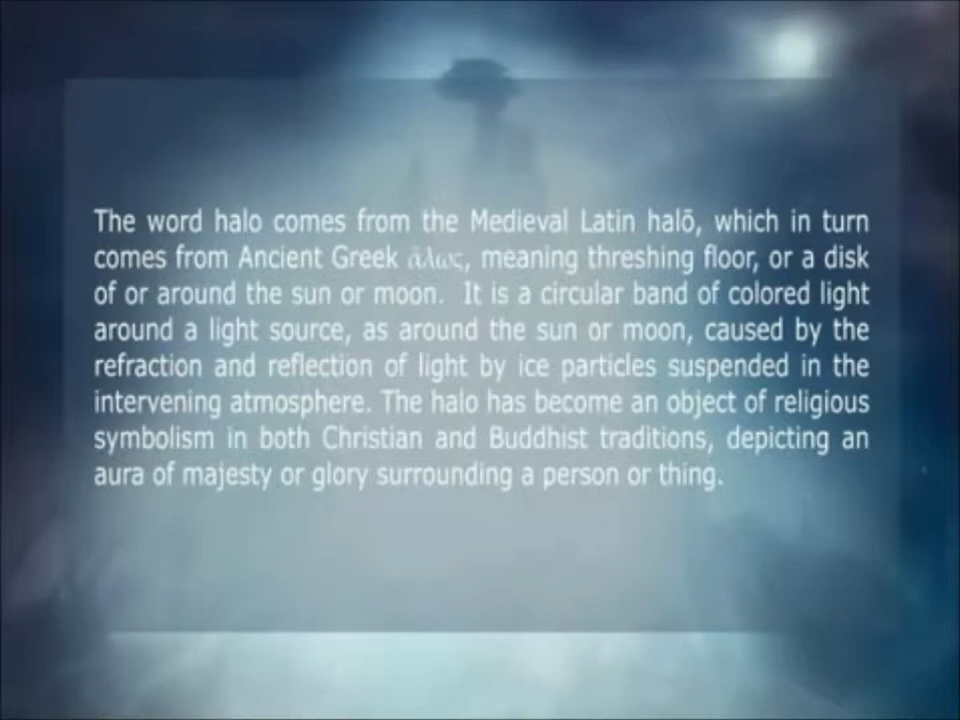 The word halo comes from the Medieval Latin halō, which in turn
comes from Ancient Greek ἅλως, meaning threshing floor, or a disk
of or around the sun or moon. It is a circular band of colored light
around a light source, as around the sun or moon, caused by the
refraction and reflection of light by ice particles suspended in the
intervening atmosphere. The halo has become an object of religious
symbolism in both Christian and Buddhist traditions, depicting an
aura of majesty or glory surrounding a person or thing.